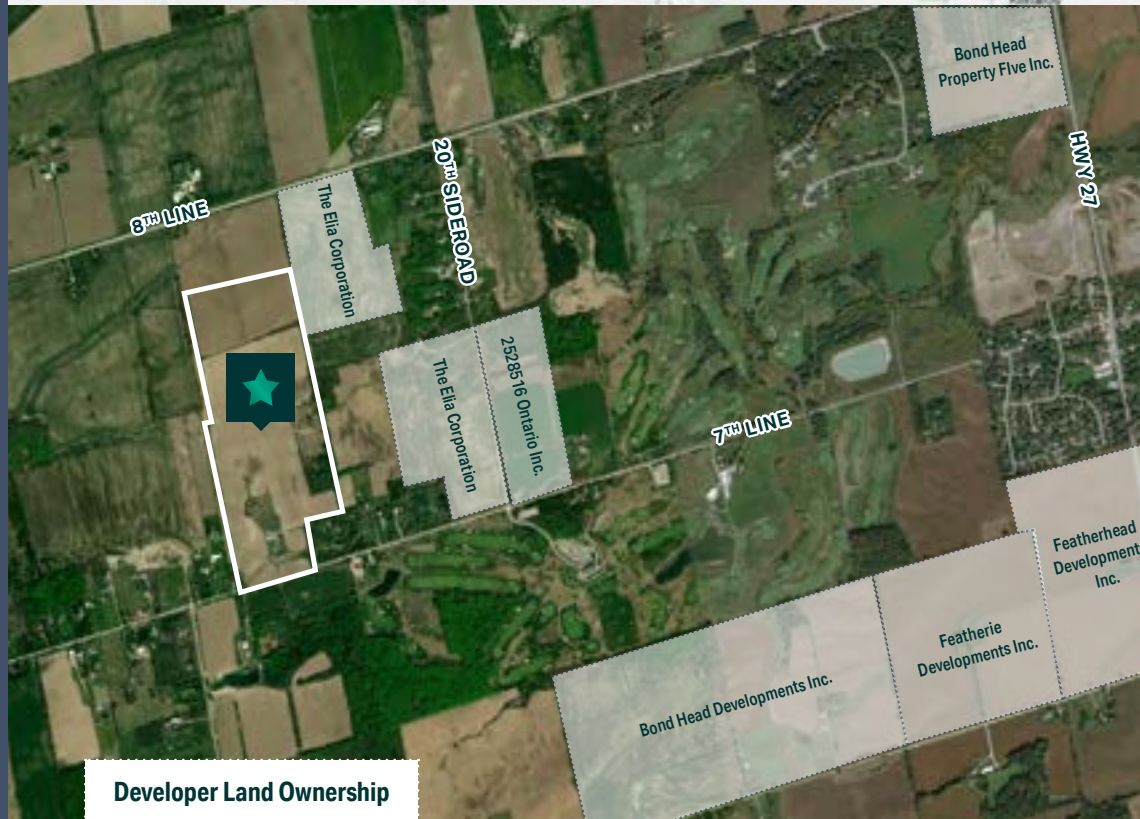 Bond Head
Property FIve Inc.
HWY 27
20TH SIDEROAD
8TH LINE
The Elia Corporation
The Elia Corporation
2528516 Ontario Inc.
7TH LINE
Featherhead
Development
Inc.
Featherie
Developments Inc.
Bond Head Developments Inc.
Developer Land Ownership